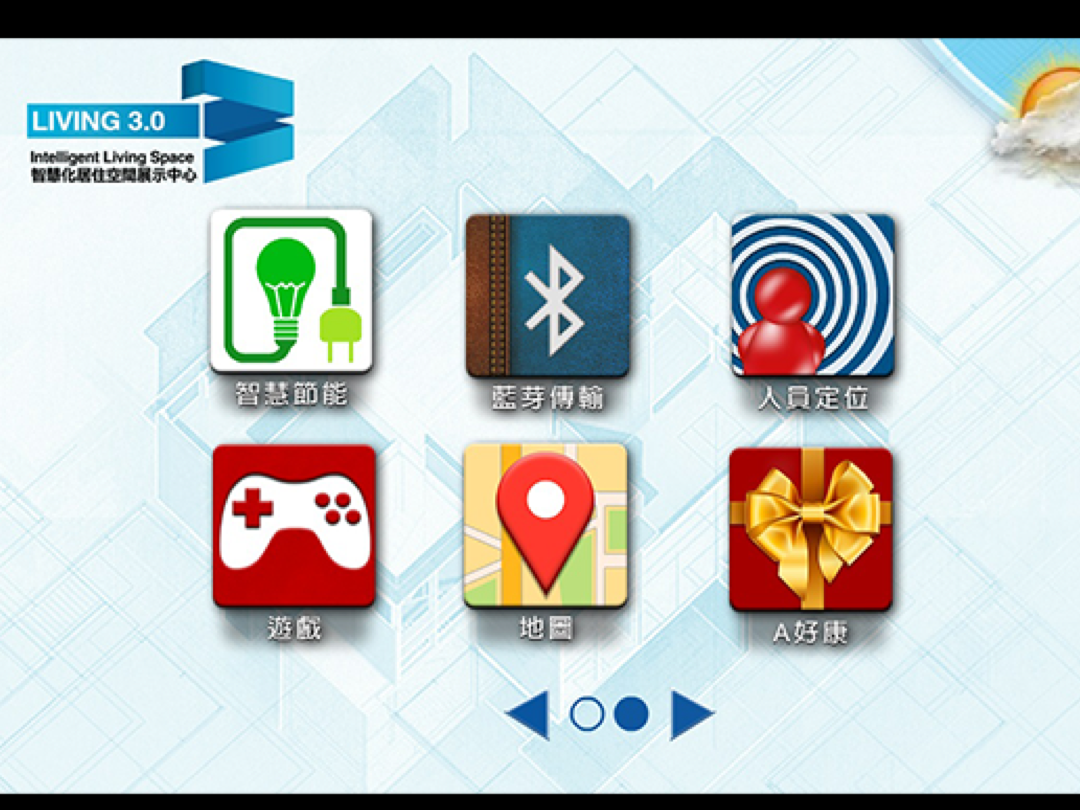 LIVING 3.0
Intelligent Living Space
智慧化居住空間展示中心
智慧節能
藍芽傳輸
人員定位
遊戲
地圖
A好康